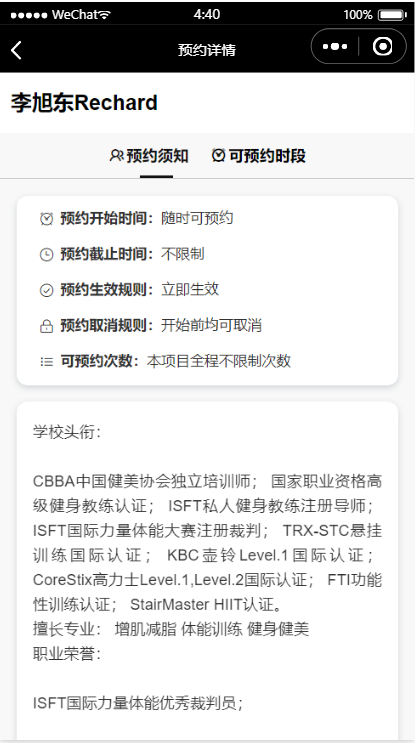 WeChat
4:40
100%
预约详情
李旭东Rechard
预约须知 可预约时段
预约开始时间：随时可预约
预约截止时间：不限制
预约生效规则：立即生效
预约取消规则：开始前均可取消
可预约次数：本项目全程不限制次数
学校头衔：
CBBA中国健美协会独立培训师； 国家职业资格高
级健身教练认证； ISFT私人健身教练注册导师；
ISFT国际力量体能大赛注册裁判； TRX-STC悬挂
训练国际认证； KBC壶铃Level.1国际认证；
CoreStix高力士Level.1,Level.2国际认证； FTI功能
性训练认证； StairMaster HIIT认证。
擅长专业： 增肌减脂 体能训练 健身健美
职业荣誉：
ISFT国际力量体能优秀裁判员；